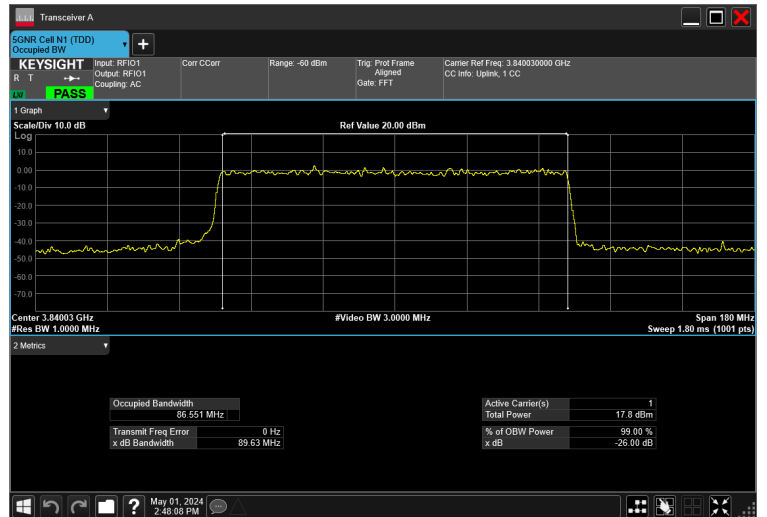 Transceiver A
5GNR Cell N1 (TDD)
Occupied BW
KEYSIGHT
R T
LXI
PASS
Input: RFIO1
Output: RFIO1
Coupling: AC
Corr CCorr
Range: -60 dBm
Trig: Prot Frame
Aligned
Gate: FFT
Carrier Ref Freq: 3.840030000 GHz
CC Info: Uplink, 1 CC
1 Graph
Scale/Div 10.0 dB
Ref Value 20.00 dBm
Log
10.0
0.00
-10.0
-20.0
-30.0
-40.0
-50.0
-60.0
-70.0
Center 3.84003 GHz
#Video BW 3.0000 MHz
Span 180 MHz
#Res BW 1.0000 MHz
Sweep 1.80 ms (1001 pts)
2 Metrics
Occupied Bandwidth
86.551 MHz
Transmit Freq Error 0 Hz
x dB Bandwidth 89.63 MHz
Active Carrier(s) 1
Total Power 17.8 dBm
% of OBW Power 99.00 %
x dB -26.00 dB
?
May 01, 2024
2:48:08 PM